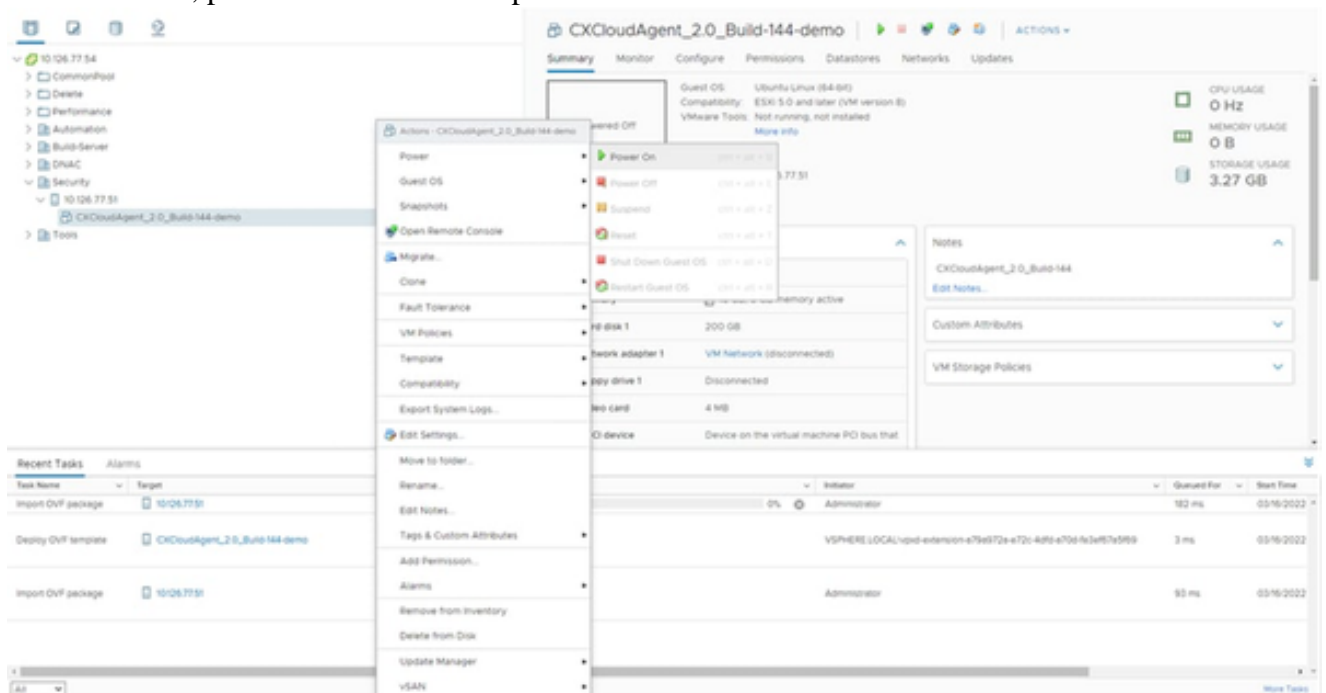 CXCloudAgent_2.0_Build-144-demo
ACTIONS
10.126.77.54
CommonPool
Delete
Performance
Automation
Build-Server
DNAC
Security
10.126.77.51
CXCloudAgent_2.0_Build-144-demo
Tools
Summary Monitor Configure Permissions Datastores Networks Updates
Guest OS: Ubuntu Linux (64-bit)
Compatibility: ESXi 5.0 and later (VM version 8)
VMware Tools: Not running, not installed
More info
CPU USAGE
0 Hz
MEMORY USAGE
0 B
STORAGE USAGE
3.27 GB
Actions - CXCloudAgent_2.0_Build-144-demo
Power
Guest OS
Snapshots
Open Remote Console
Migrate...
Clone
Fault Tolerance
VM Policies
Template
Compatibility
Export System Logs...
Edit Settings...
Move to folder...
Rename...
Edit Notes...
Tags & Custom Attributes
Add Permission...
Alarms
Remove from Inventory
Delete from Disk
Update Manager
vSAN
Power On
Power Off
Suspend
Reset
Shut Down Guest OS
Restart Guest OS
memory active
200 GB
VM Network (disconnected)
Disconnected
video card 4 MB
Device on the virtual machine PCI bus that
Notes
CXCloudAgent_2.0_Build-144
Edit Notes...
Custom Attributes
VM Storage Policies
Recent Tasks Alarms
Task Name Target Initiator Queued For Start Time
Import OVF package 10.126.77.51 0% Administrator 182 ms 03/16/2022
Deploy OVF template CXCloudAgent_2.0_Build-144-demo 3 ms 03/16/2022
Import OVF package 10.126.77.51 Administrator 93 ms 03/16/2022
All
More Tasks